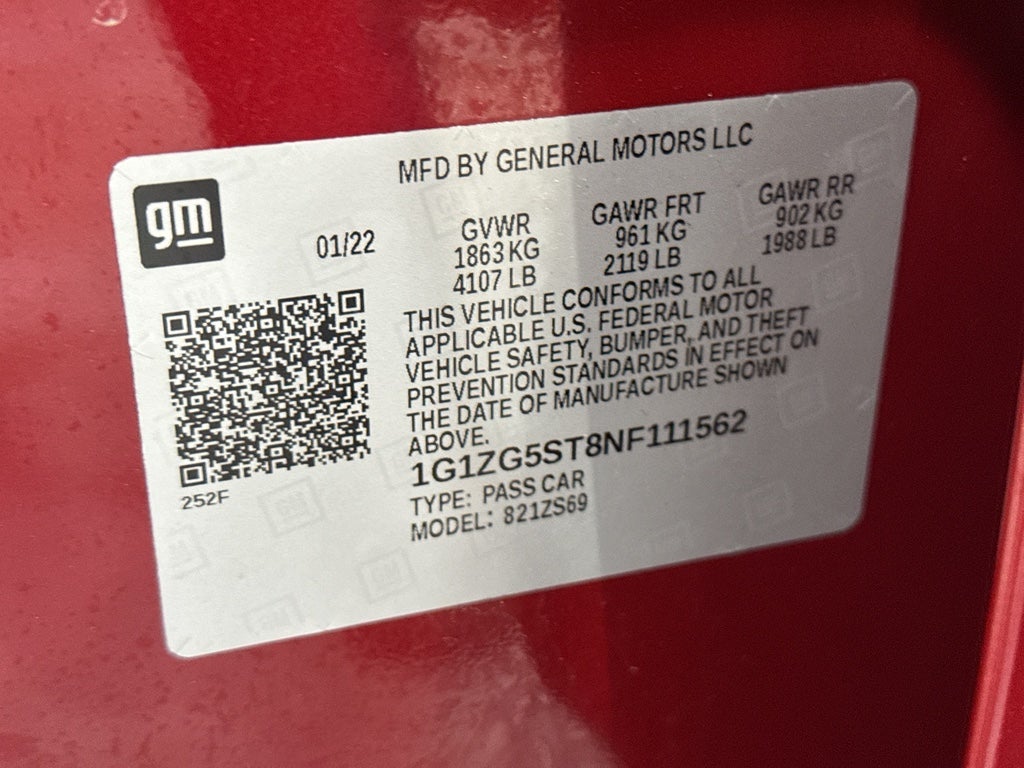 MFD BY GENERAL MOTORS LLC
gm
01/22
GVWR
1863 KG
4107 LB
GAWR FRT
961 KG
2119 LB
GAWR RR
902 KG
1988 LB
THIS VEHICLE CONFORMS TO ALL
APPLICABLE U.S. FEDERAL MOTOR
VEHICLE SAFETY, BUMPER, AND THEFT
PREVENTION STANDARDS IN EFFECT ON
THE DATE OF MANUFACTURE SHOWN
ABOVE.
1G1ZG5ST8NF111562
TYPE: PASS CAR
MODEL: 821ZS69
252F